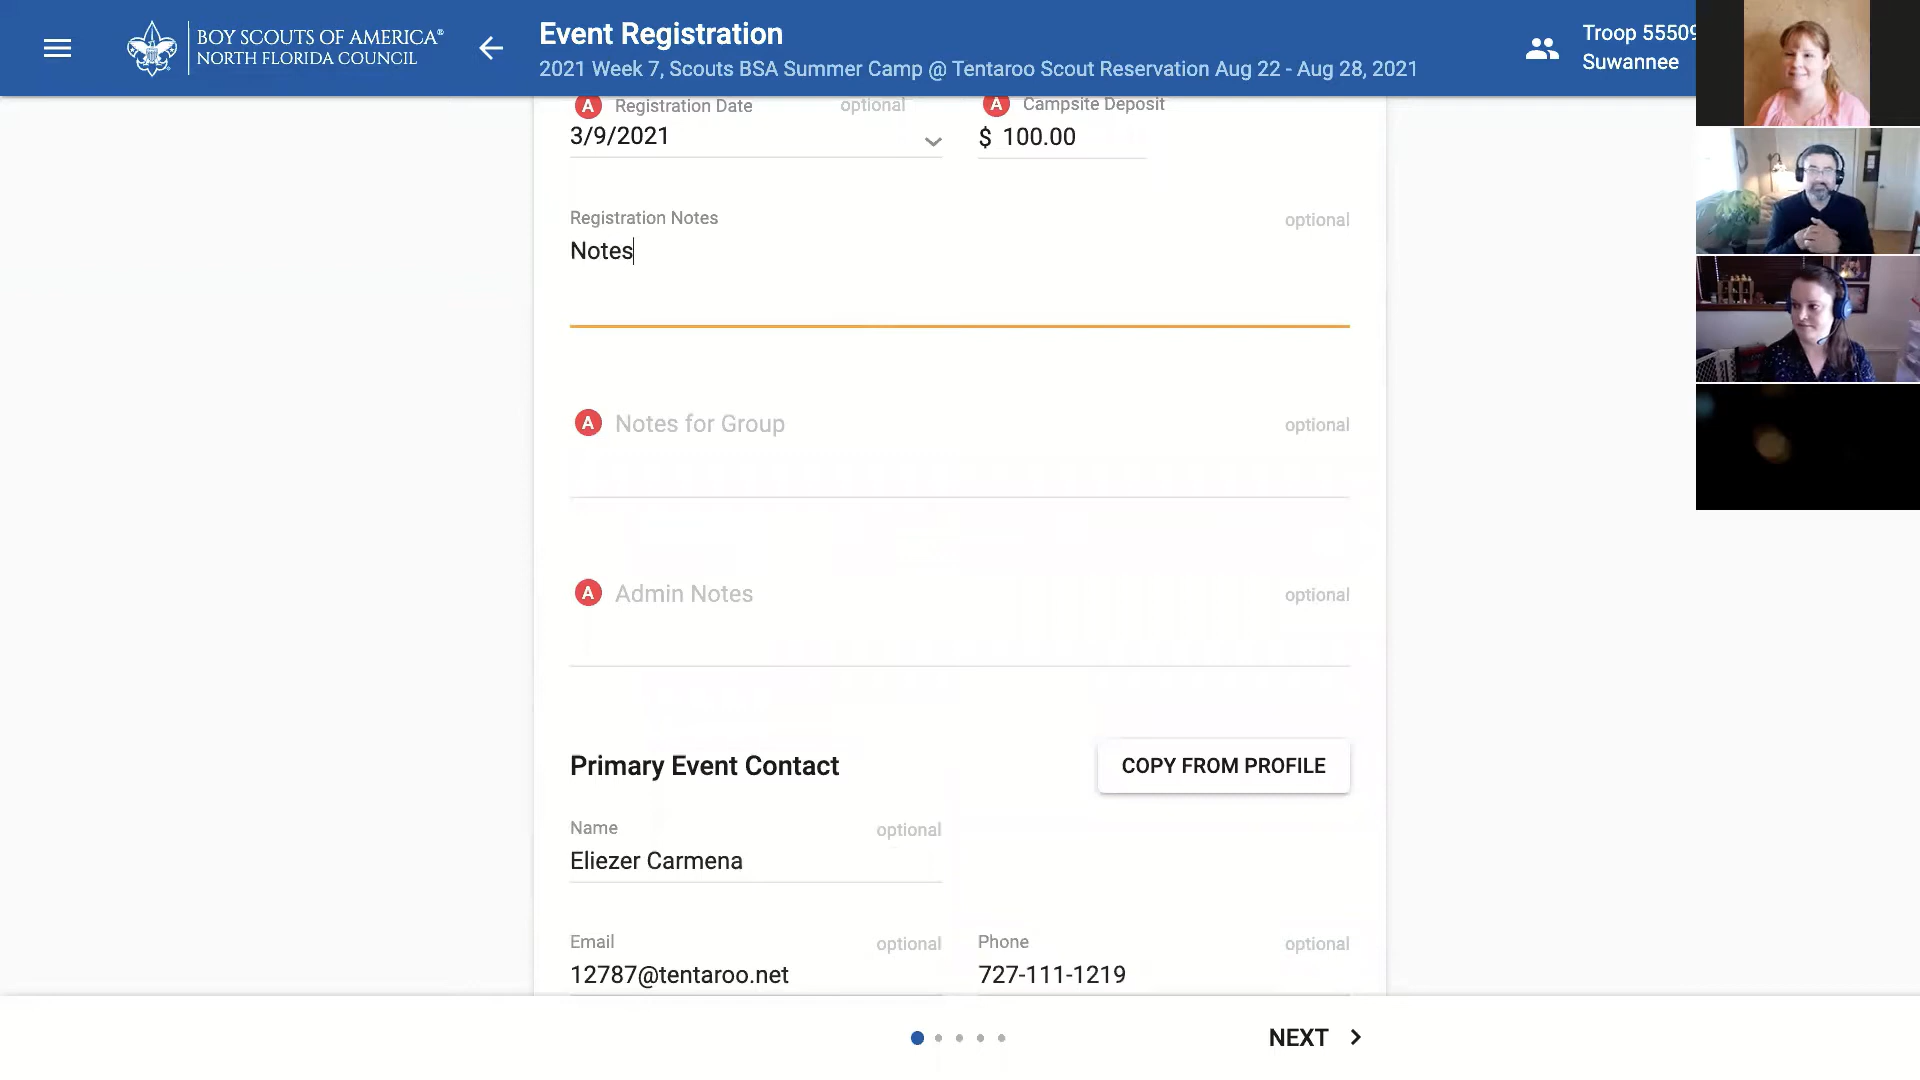 BOY SCOUTS OF AMERICA®
NORTH FLORIDA COUNCIL
Event Registration
2021 Week 7, Scouts BSA Summer Camp @ Tentaroo Scout Reservation Aug 22 - Aug 28, 2021
Troop 55509
Suwannee
A Registration Date optional
3/9/2021
A Campsite Deposit
$ 100.00
Registration Notes optional
Notes
A Notes for Group optional
A Admin Notes optional
Primary Event Contact
COPY FROM PROFILE
Name optional
Eliezer Carmena
Email optional
12787@tentaroo.net
Phone optional
727-111-1219
NEXT